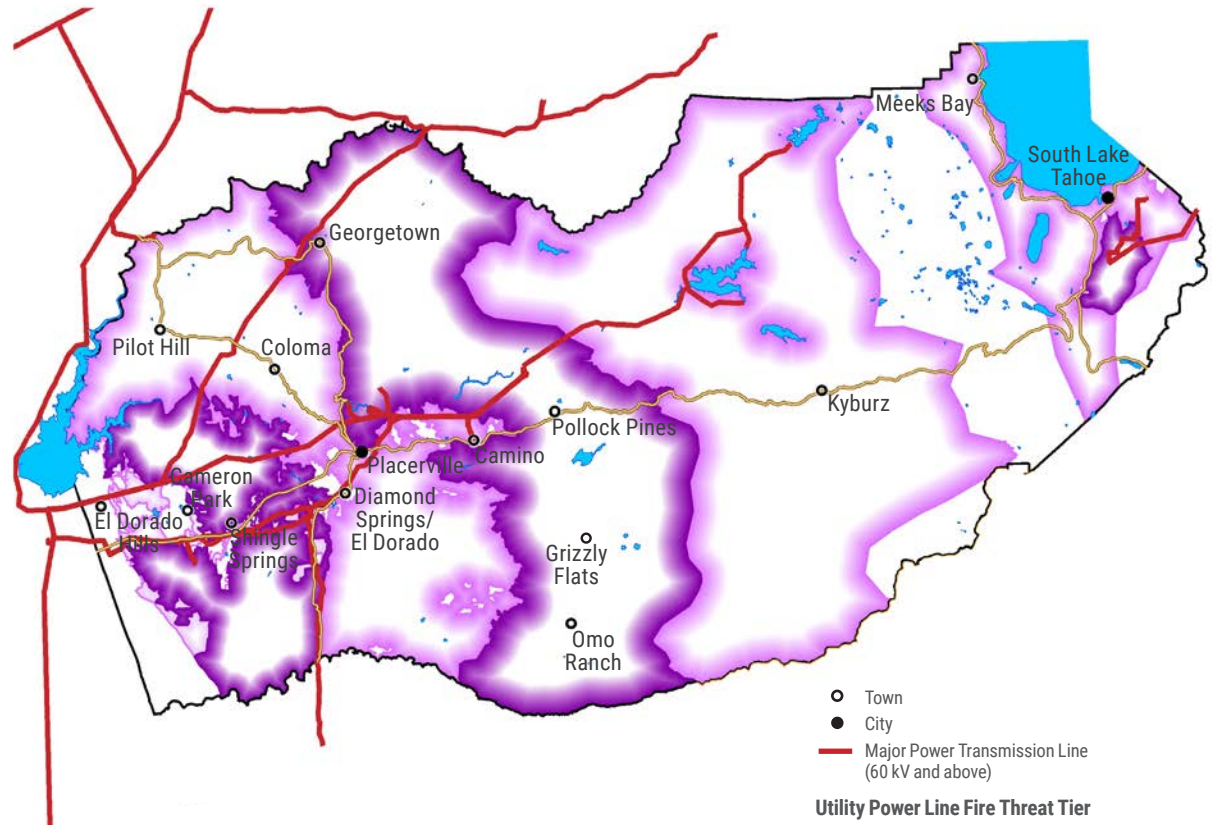 Meeks Bay
South Lake
Tahoe
Georgetown
Pilot Hill
Coloma
Kyburz
Pollock Pines
Camino
Placerville
Cameron
Park
Diamond
Springs/
El Dorado
El Dorado
Hills
Shingle
Springs
Grizzly
Flats
Omo
Ranch
Town
City
Major Power Transmission Line
(60 kV and above)
Utility Power Line Fire Threat Tier